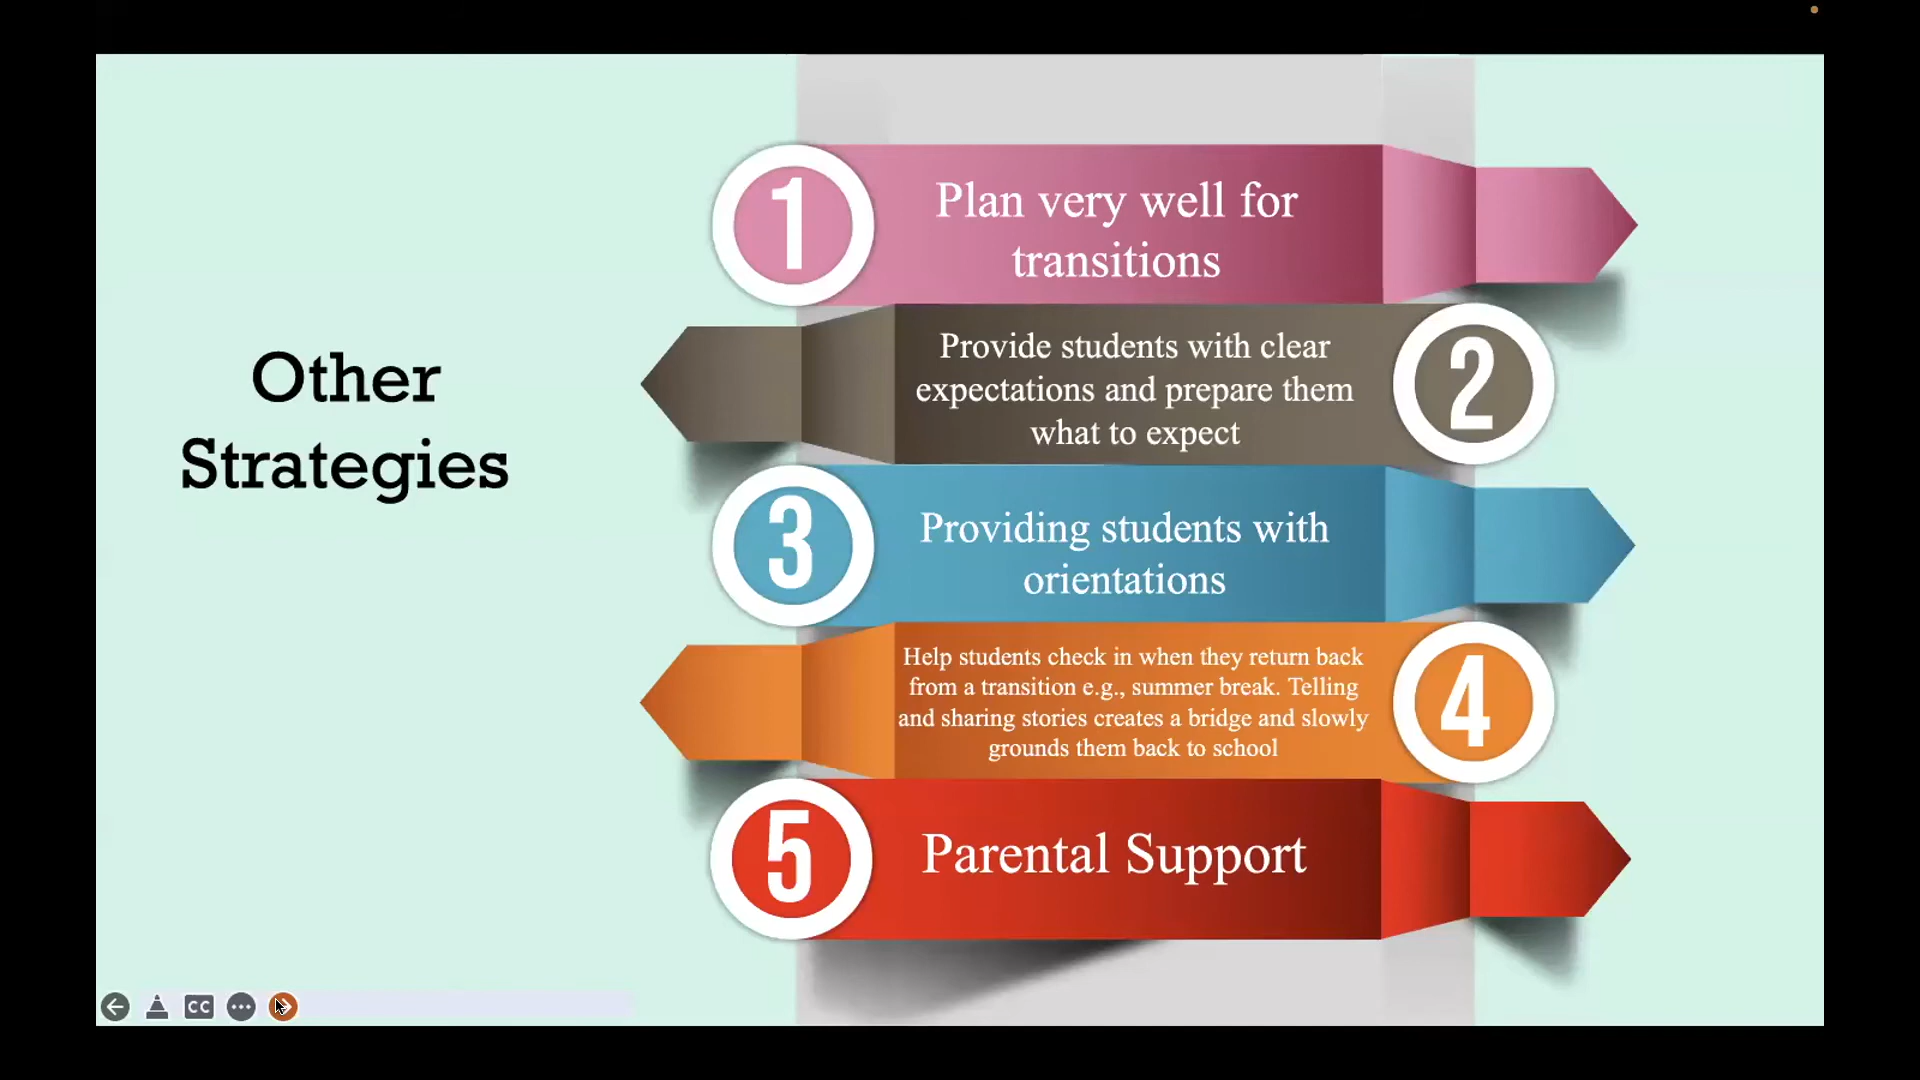 Other
Strategies
1
Plan very well for
transitions
Provide students with clear
expectations and prepare them
what to expect
2
3
Providing students with
orientations
Help students check in when they return back
from a transition e.g., summer break. Telling
and sharing stories creates a bridge and slowly
grounds them back to school
4
5
Parental Support
CC